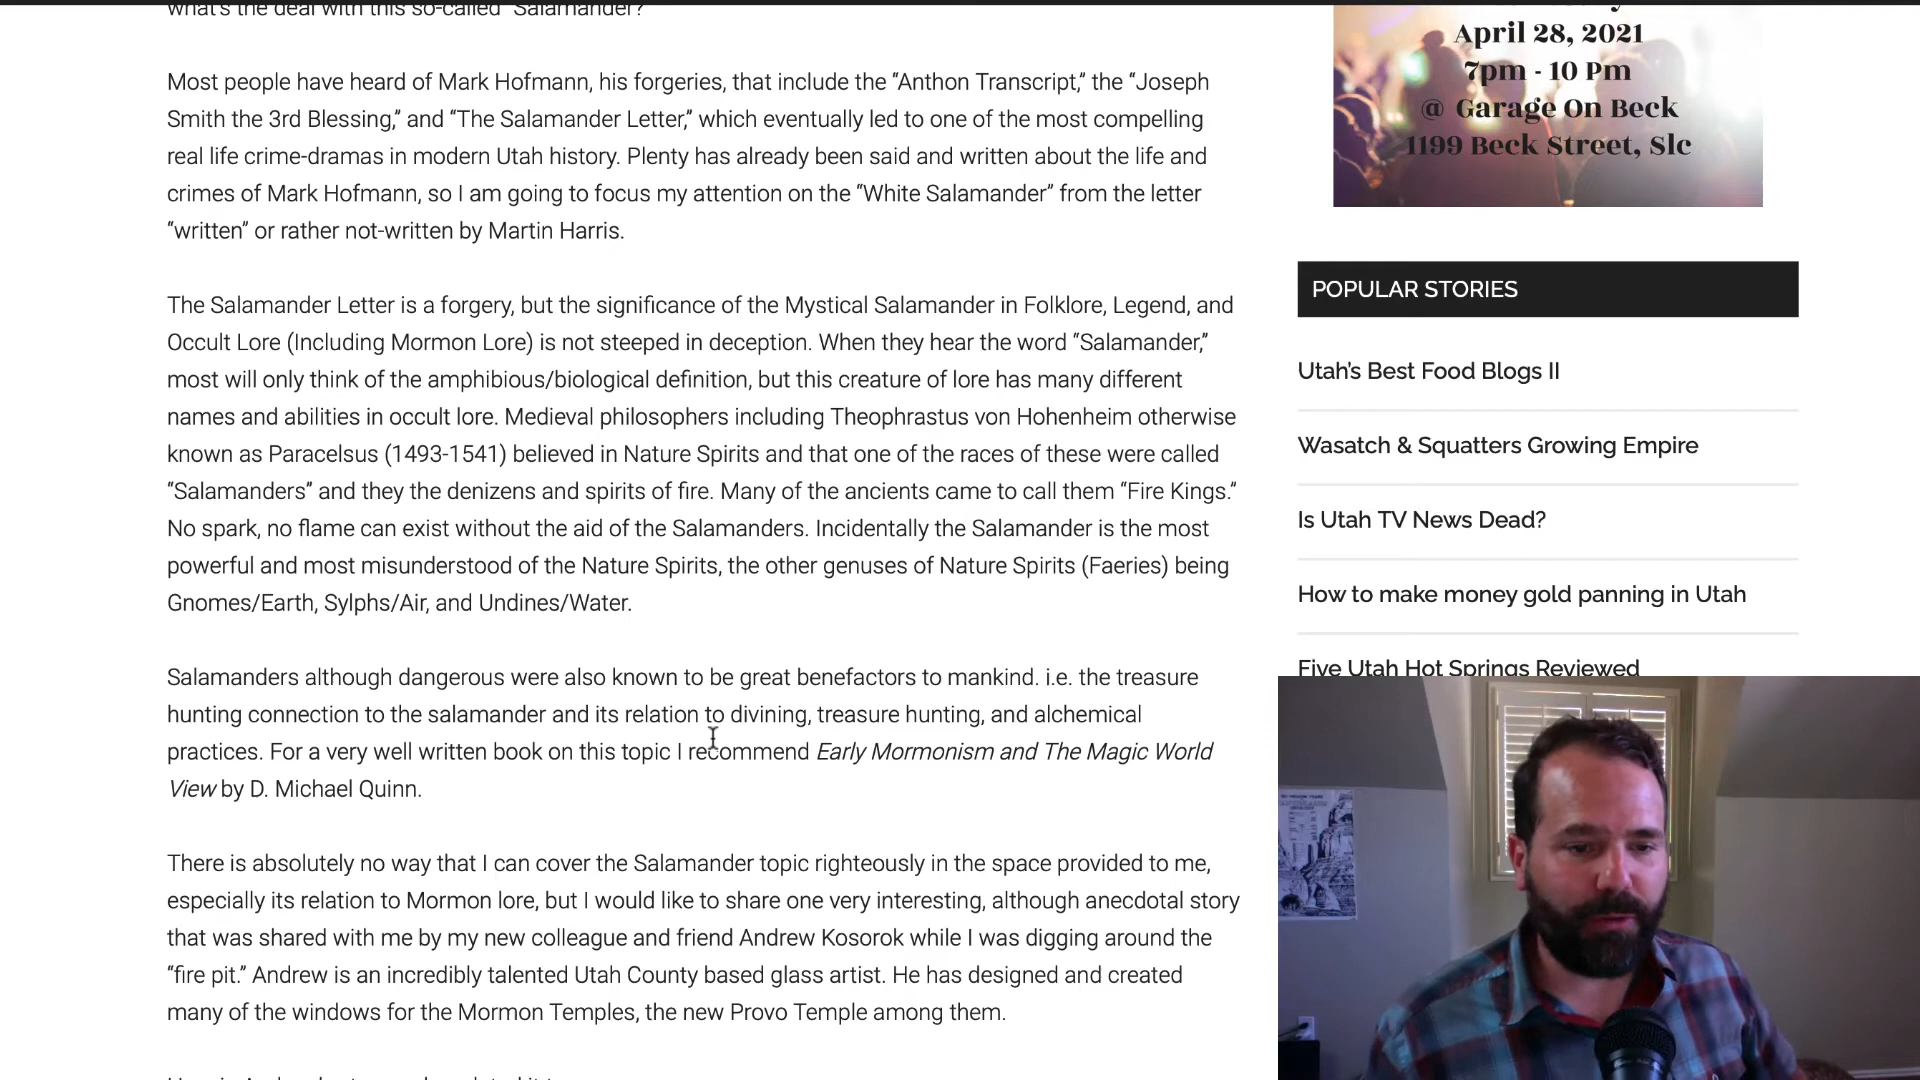 what's the deal with this so-called "Salamander?"
Most people have heard of Mark Hofmann, his forgeries, that include the “Anthon Transcript,” the “Joseph
Smith the 3rd Blessing,” and “The Salamander Letter,” which eventually led to one of the most compelling
real life crime-dramas in modern Utah history. Plenty has already been said and written about the life and
crimes of Mark Hofmann, so I am going to focus my attention on the “White Salamander” from the letter
“written” or rather not-written by Martin Harris.
The Salamander Letter is a forgery, but the significance of the Mystical Salamander in Folklore, Legend, and
Occult Lore (Including Mormon Lore) is not steeped in deception. When they hear the word “Salamander,”
most will only think of the amphibious/biological definition, but this creature of lore has many different
names and abilities in occult lore. Medieval philosophers including Theophrastus von Hohenheim otherwise
known as Paracelsus (1493-1541) believed in Nature Spirits and that one of the races of these were called
“Salamanders” and they the denizens and spirits of fire. Many of the ancients came to call them “Fire Kings.”
No spark, no flame can exist without the aid of the Salamanders. Incidentally the Salamander is the most
powerful and most misunderstood of the Nature Spirits, the other genuses of Nature Spirits (Faeries) being
Gnomes/Earth, Sylphs/Air, and Undines/Water.
Salamanders although dangerous were also known to be great benefactors to mankind. i.e. the treasure
hunting connection to the salamander and its relation to divining, treasure hunting, and alchemical
practices. For a very well written book on this topic I recommend Early Mormonism and The Magic World
View by D. Michael Quinn.
There is absolutely no way that I can cover the Salamander topic righteously in the space provided to me,
especially its relation to Mormon lore, but I would like to share one very interesting, although anecdotal story
that was shared with me by my new colleague and friend Andrew Kosorok while I was digging around the
“fire pit.” Andrew is an incredibly talented Utah County based glass artist. He has designed and created
many of the windows for the Mormon Temples, the new Provo Temple among them.
April 28, 2021
7pm - 10 Pm
@ Garage On Beck
1199 Beck Street, Slc
POPULAR STORIES
Utah’s Best Food Blogs II
Wasatch & Squatters Growing Empire
Is Utah TV News Dead?
How to make money gold panning in Utah
Five Utah Hot Springs Reviewed